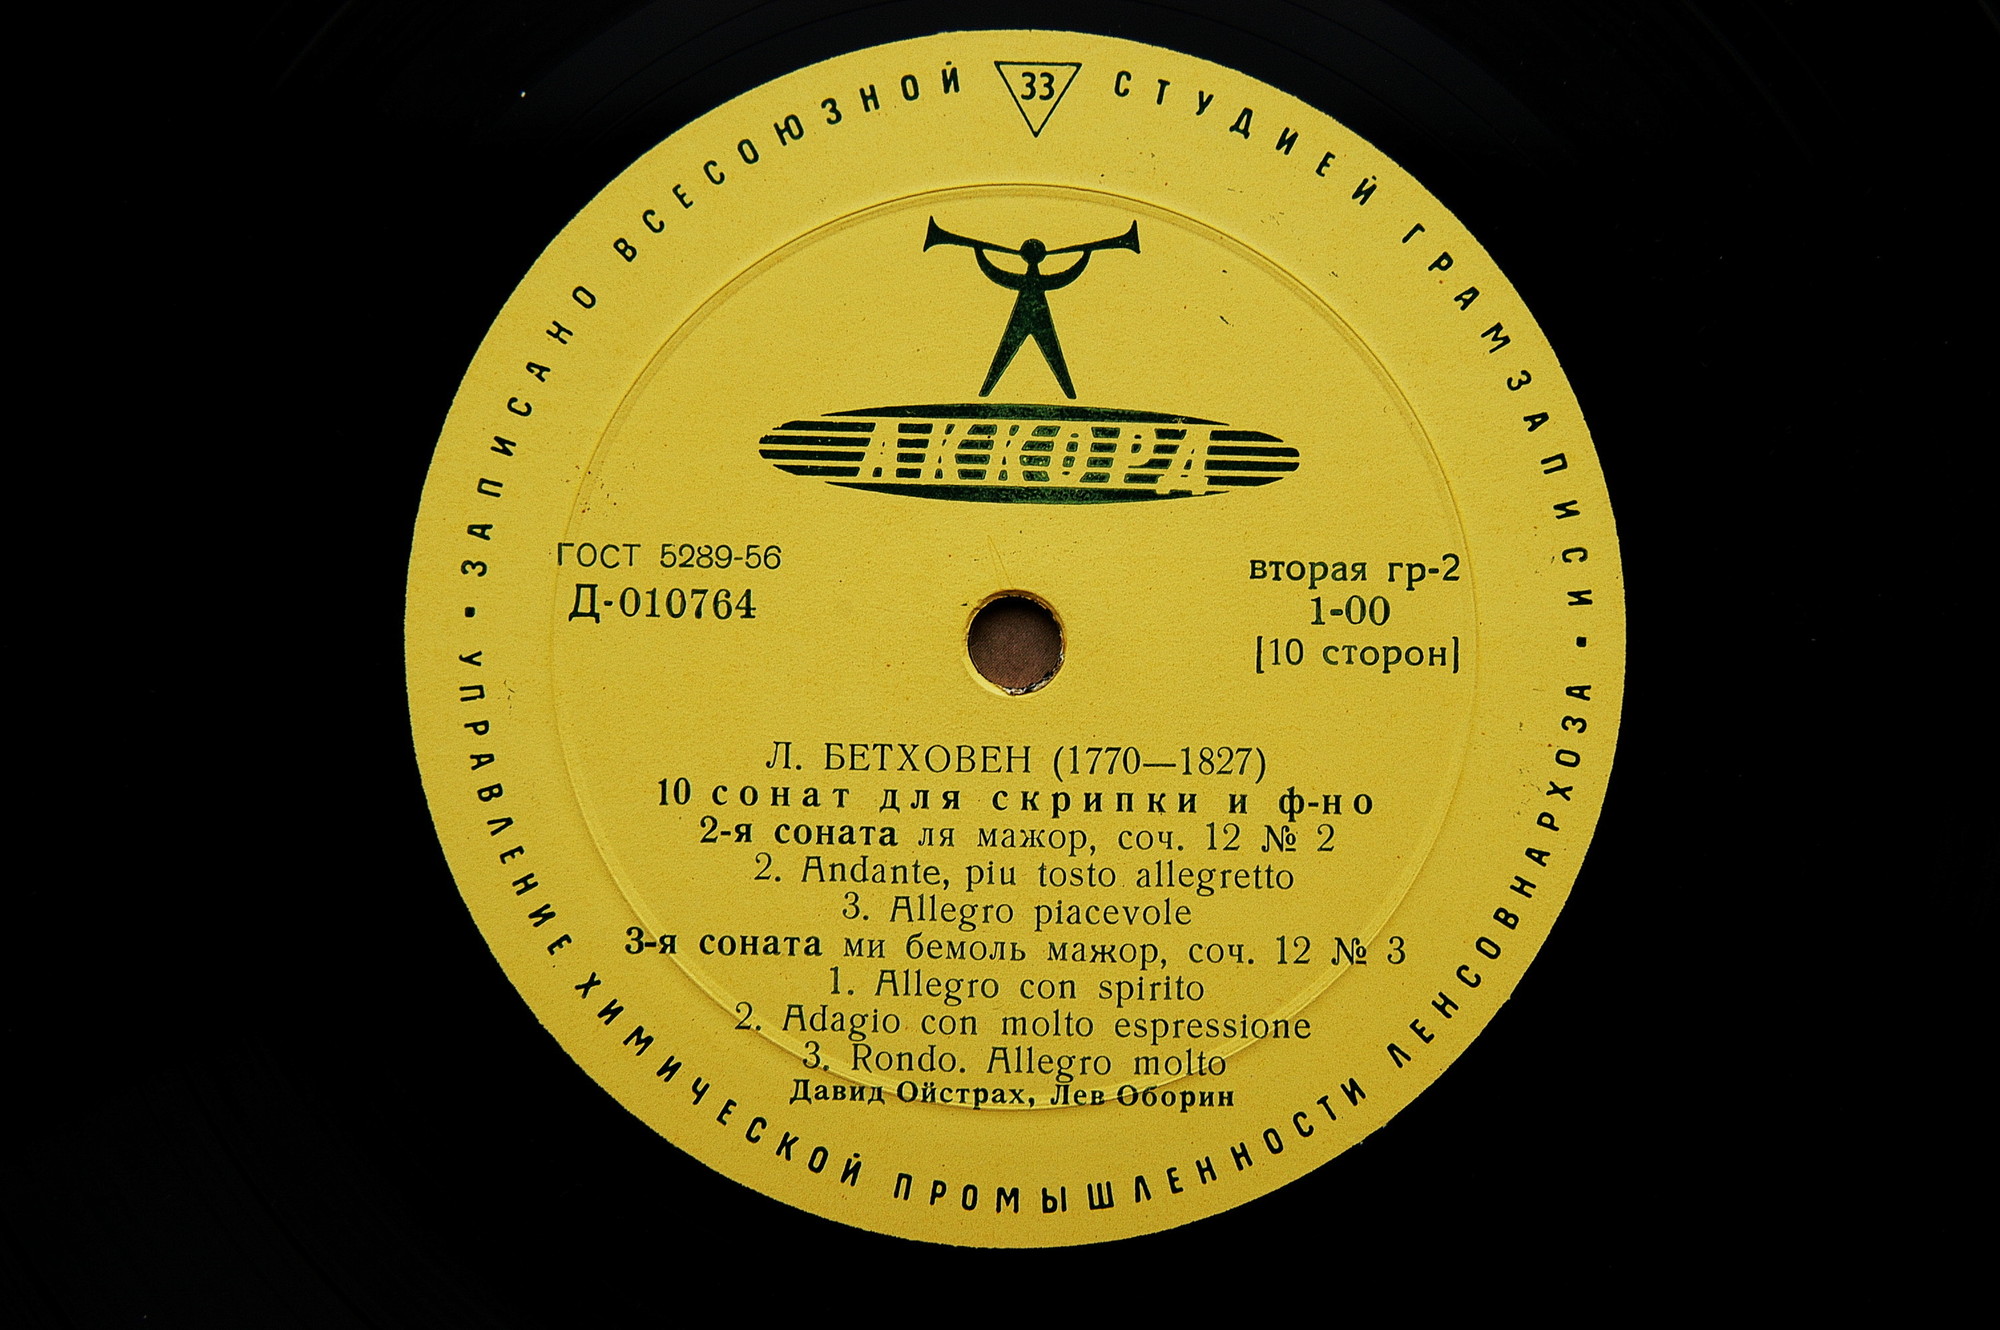 ЗАПИСАНО ВСЕСОЮЗНОЙ СТУДИЕЙ ГРАМЗАПИСИ
33
АККОРД
ГОСТ 5289-56
Д-010764
вторая гр-2
1-00
[10 сторон]
Л. БЕТХОВЕН (1770—1827)
10 сонат для скрипки и ф-но
2-я соната ля мажор, соч. 12 № 2
2. Andante, piu tosto allegretto
3. Allegro piacevole
3-я соната ми бемоль мажор, соч. 12 № 3
1. Allegro con spirito
2. Adagio con molto espressione
3. Rondo. Allegro molto
Давид Ойстрах, Лев Оборин
УПРАВЛЕНИЕ ХИМИЧЕСКОЙ ПРОМЫШЛЕННОСТИ ЛЕНСОВНАРХОЗА